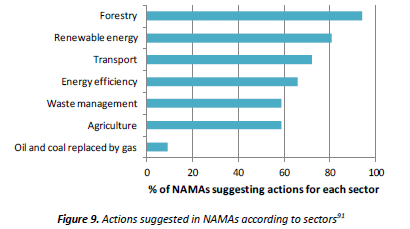 Forestry
Renewable energy
Transport
Energy efficiency
Waste management
Agriculture
Oil and coal replaced by gas
0 20 40 60 80 100
% of NAMAs suggesting actions for each sector
Figure 9. Actions suggested in NAMAs according to sectors91